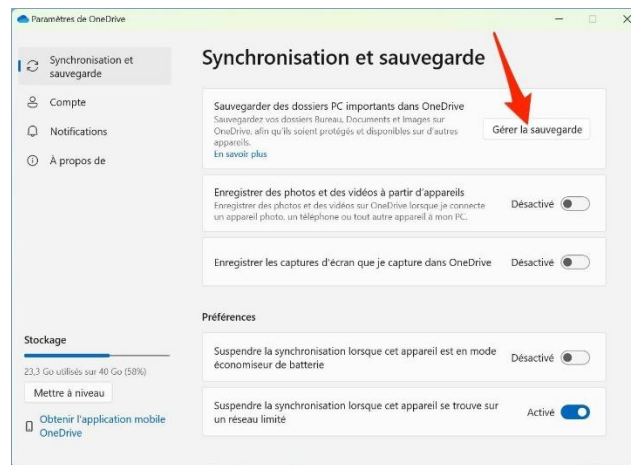 Paramètres de OneDrive
Synchronisation et
sauvegarde
Compte
Notifications
À propos de
Stockage
23,3 Go utilisés sur 40 Go (58%)
Mettre à niveau
Obtenir l'application mobile
OneDrive
Synchronisation et sauvegarde
Sauvegarder des dossiers PC importants dans OneDrive
Sauvegardez vos dossiers Bureau, Documents et Images sur
OneDrive, afin qu'ils soient protégés et disponibles sur d'autres
appareils.
En savoir plus
Gérer la sauvegarde
Enregistrer des photos et des vidéos à partir d'appareils
Enregistrer des photos et des vidéos sur OneDrive lorsque je connecte
un appareil photo, un téléphone ou tout autre appareil à mon PC.
Désactivé
Enregistrer les captures d'écran que je capture dans OneDrive
Désactivé
Préférences
Suspendre la synchronisation lorsque cet appareil est en mode
économiseur de batterie
Désactivé
Suspendre la synchronisation lorsque cet appareil se trouve sur
un réseau limité
Activé